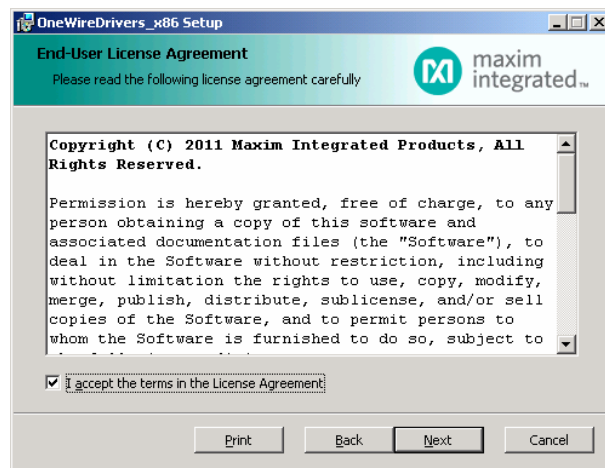 OneWireDrivers_x86 Setup
End-User License Agreement
Please read the following license agreement carefully
maxim
integrated™
Copyright (C) 2011 Maxim Integrated Products, All
Rights Reserved.
Permission is hereby granted, free of charge, to any
person obtaining a copy of this software and
associated documentation files (the "Software"), to
deal in the Software without restriction, including
without limitation the rights to use, copy, modify,
merge, publish, distribute, sublicense, and/or sell
copies of the Software, and to permit persons to
whom the Software is furnished to do so, subject to
I accept the terms in the License Agreement
Print
Back
Next
Cancel